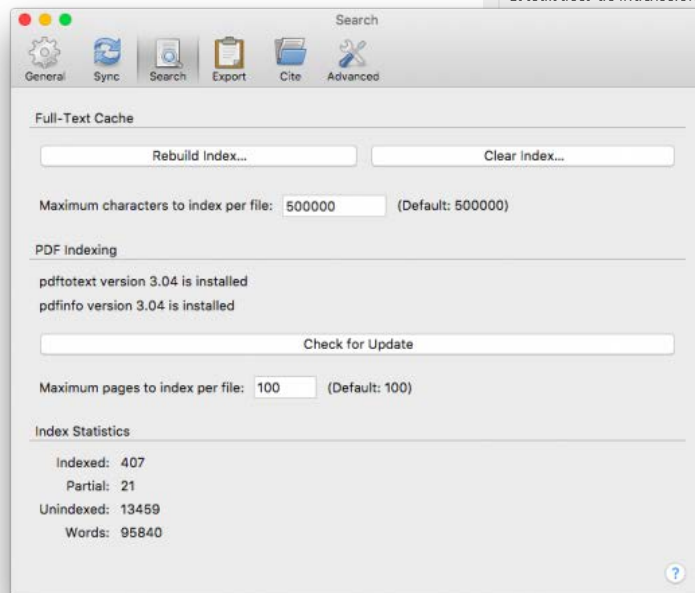 Search
General Sync Search Export Cite Advanced
Full-Text Cache
Rebuild Index... Clear Index...
Maximum characters to index per file: 500000 (Default: 500000)
PDF Indexing
pdftotext version 3.04 is installed
pdfinfo version 3.04 is installed
Check for Update
Maximum pages to index per file: 100 (Default: 100)
Index Statistics
Indexed: 407
Partial: 21
Unindexed: 13459
Words: 95840
?